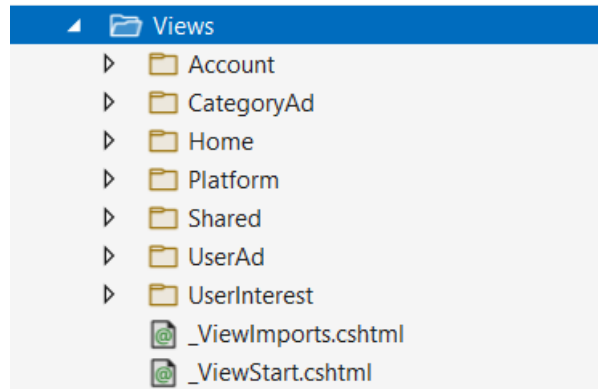 Views
Account
CategoryAd
Home
Platform
Shared
UserAd
UserInterest
_ViewImports.cshtml
_ViewStart.cshtml